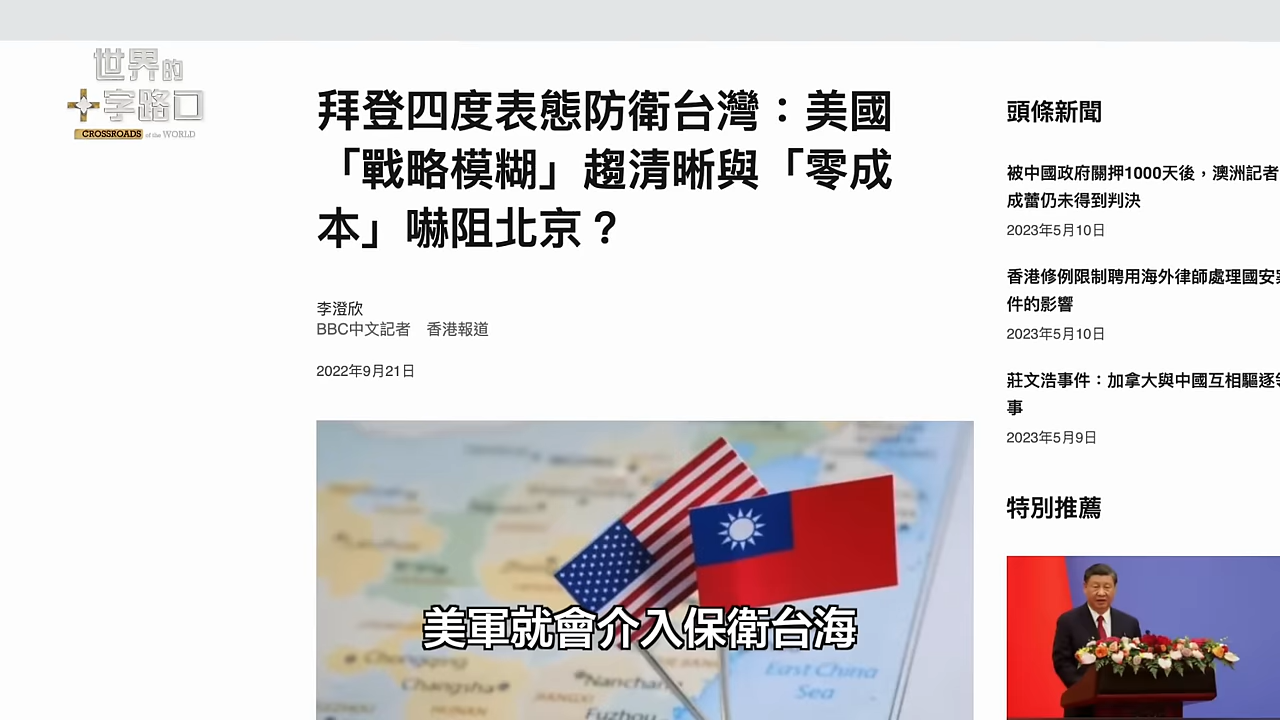 世界的
十字路口
CROSSROADS of the WORLD
拜登四度表態防衛台灣：美國
「戰略模糊」趨清晰與「零成
本」嚇阻北京？
李澄欣
BBC中文記者 香港報道
2022年9月21日
頭條新聞
被中國政府關押1000天後，澳洲記者
成蕾仍未得到判決
2023年5月10日
香港修例限制聘用海外律師處理國安案
件的影響
2023年5月10日
莊文浩事件：加拿大與中國互相驅逐領
事
2023年5月9日
特別推薦
美軍就會介入保衛台海
Chongqing
Changsha
Nanchang
JIANGXI
Fuzhou
East China
Sea